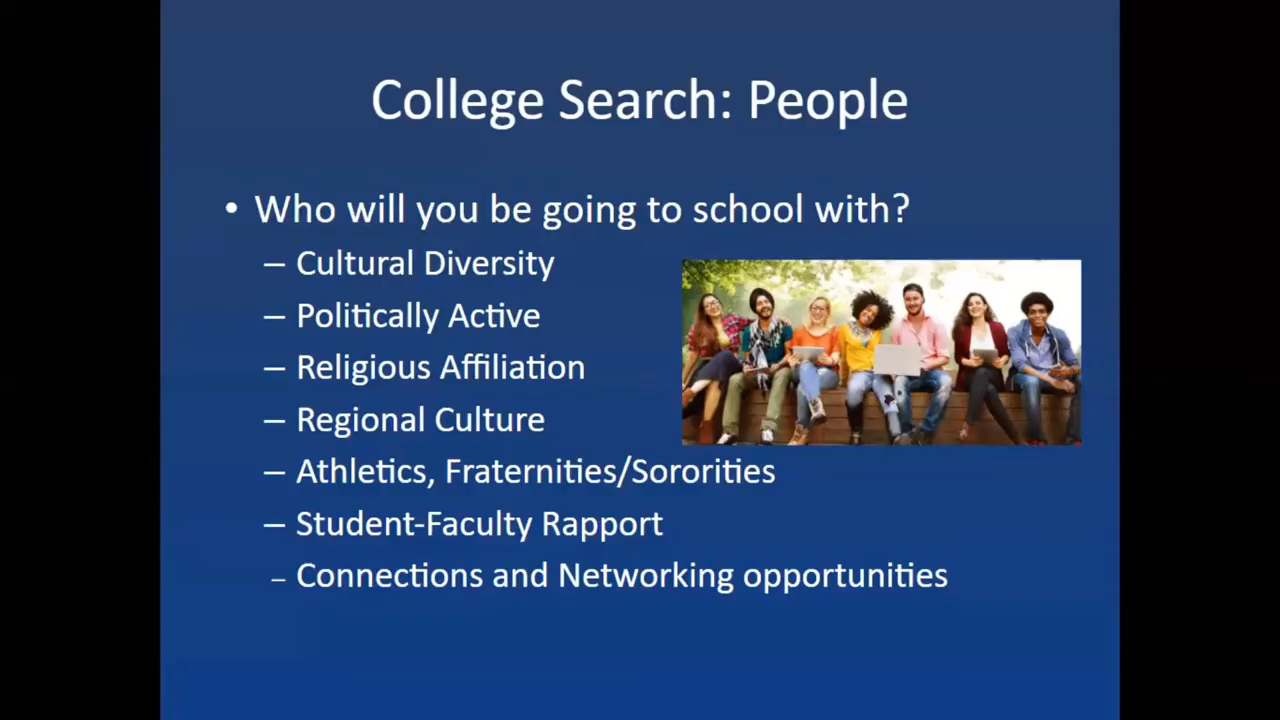 College Search: People
• Who will you be going to school with?
– Cultural Diversity
– Politically Active
– Religious Affiliation
– Regional Culture
– Athletics, Fraternities/Sororities
– Student-Faculty Rapport
– Connections and Networking opportunities